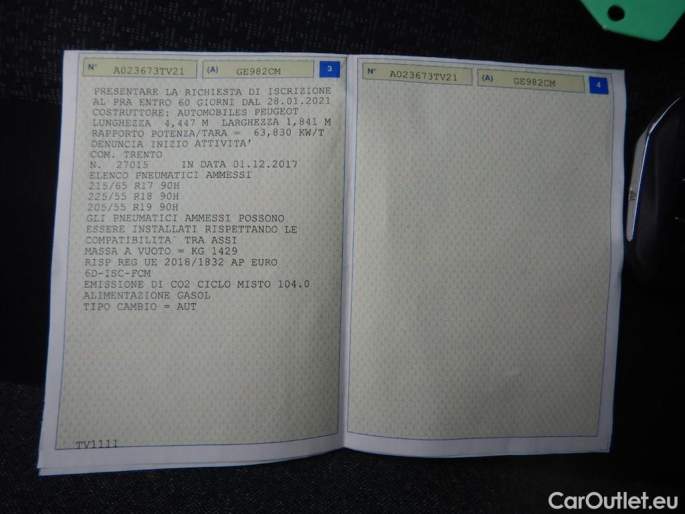 N° A023673TV21 (A) GE982CM 3
PRESENTARE LA RICHIESTA DI ISCRIZIONE
AL PRA ENTRO 60 GIORNI DAL 28.01.2021
COSTRUTTORE: AUTOMOBILES PEUGEOT
LUNGHEZZA 4,447 M LARGHEZZA 1,841 M
RAPPORTO POTENZA/TARA = 63,830 KW/T
DENUNCIA INIZIO ATTIVITA'
COM. TRENTO
N. 27015 IN DATA 01.12.2017
ELENCO PNEUMATICI AMMESSI
215/65 R17 90H
225/55 R18 90H
205/55 R19 90H
GLI PNEUMATICI AMMESSI POSSONO
ESSERE INSTALLATI RISPETTANDO LE
COMPATIBILITA` TRA ASSI
MASSA A VUOTO = KG 1429
RISP REG UE 2018/1832 AP EURO
6D-ISC-FCM
EMISSIONE DI CO2 CICLO MISTO 104.0
ALIMENTAZIONE GASOL
TIPO CAMBIO = AUT
TV1111
N° A023673TV21 (A) GE982CM 4
CarOutlet.eu